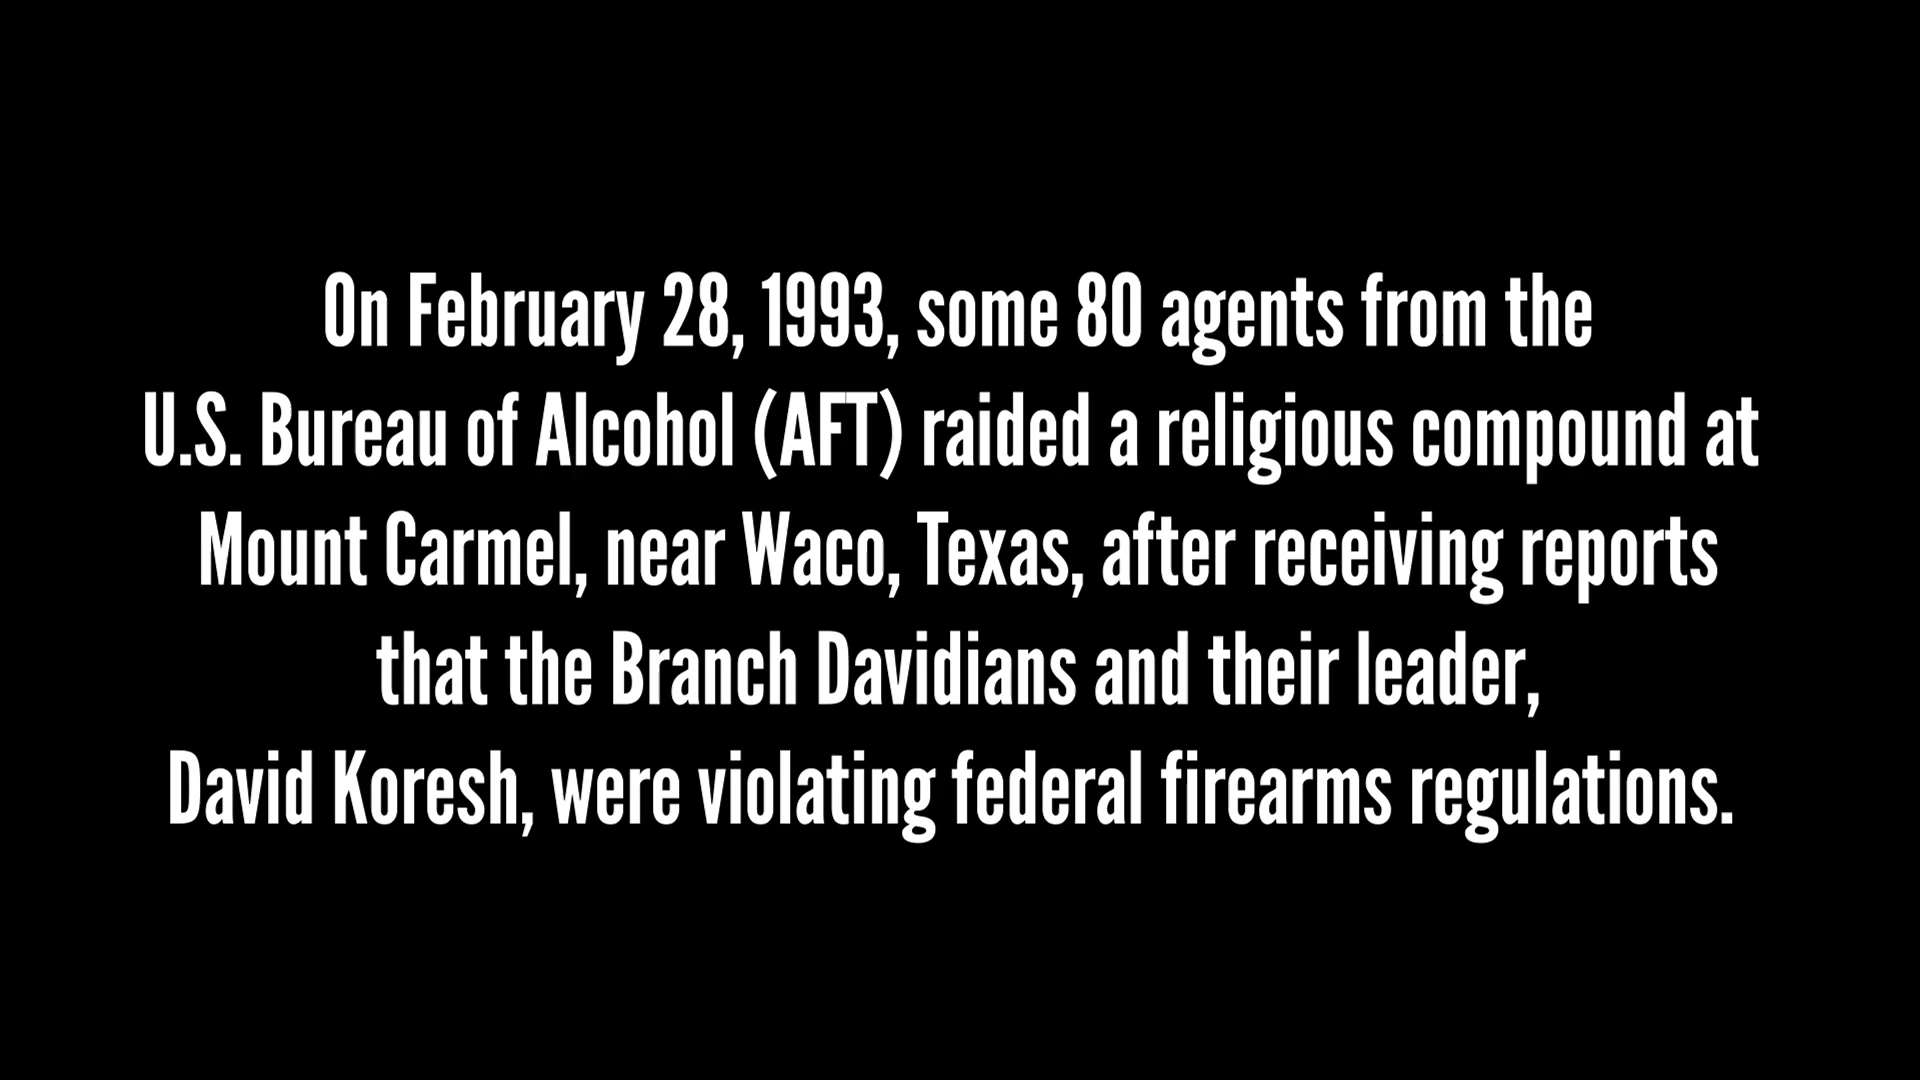 On February 28, 1993, some 80 agents from the
U.S. Bureau of Alcohol (AFT) raided a religious compound at
Mount Carmel, near Waco, Texas, after receiving reports
that the Branch Davidians and their leader,
David Koresh, were violating federal firearms regulations.